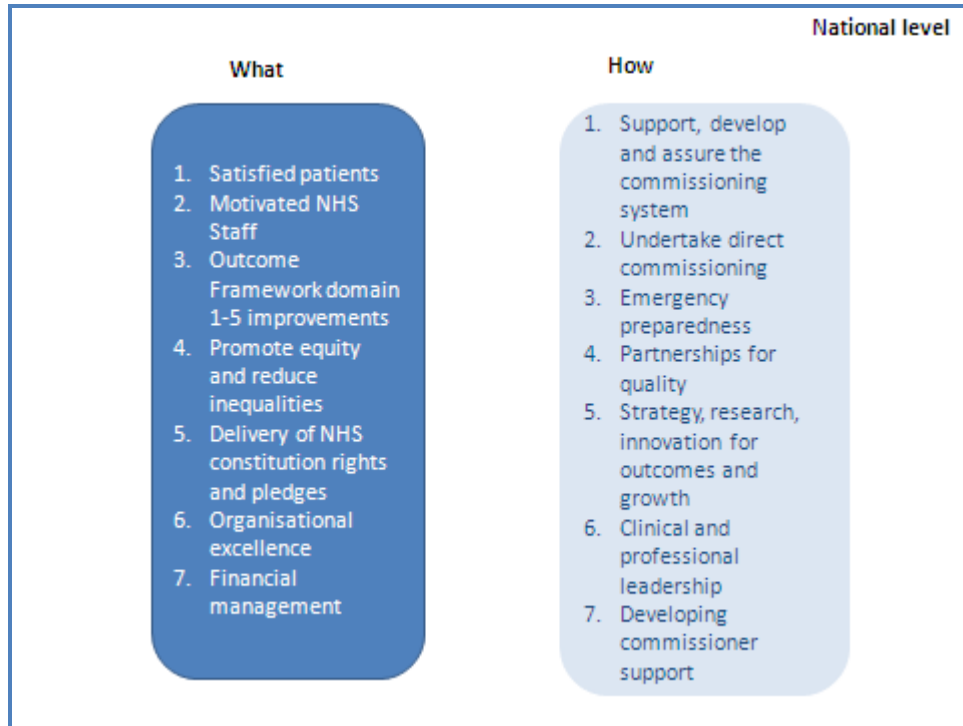 National level
What
How
1. Satisfied patients
2. Motivated NHS
Staff
3. Outcome
Framework domain
1-5 improvements
4. Promote equity
and reduce
inequalities
5. Delivery of NHS
constitution rights
and pledges
6. Organisational
excellence
7. Financial
management
1. Support, develop
and assure the
commissioning
system
2. Undertake direct
commissioning
3. Emergency
preparedness
4. Partnerships for
quality
5. Strategy, research,
innovation for
outcomes and
growth
6. Clinical and
professional
leadership
7. Developing
commissioner
support